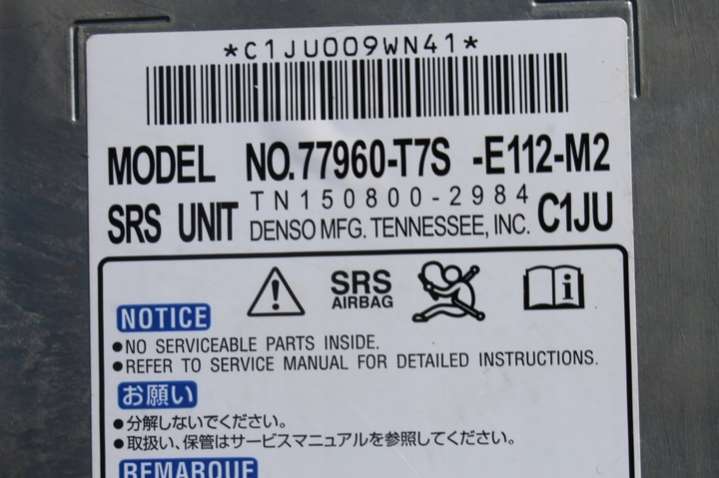 *C1JU009WN41*
MODEL NO.77960-T7S -E112-M2
TN150800-2984
SRS UNIT DENSO MFG. TENNESSEE, INC. C1JU
SRS
AIRBAG
i
NOTICE
●NO SERVICEABLE PARTS INSIDE.
●REFER TO SERVICE MANUAL FOR DETAILED INSTRUCTIONS.
お願い
●分解しないでください。
●取扱い、保管はサービスマニュアルを参照してください。
REMARQUE